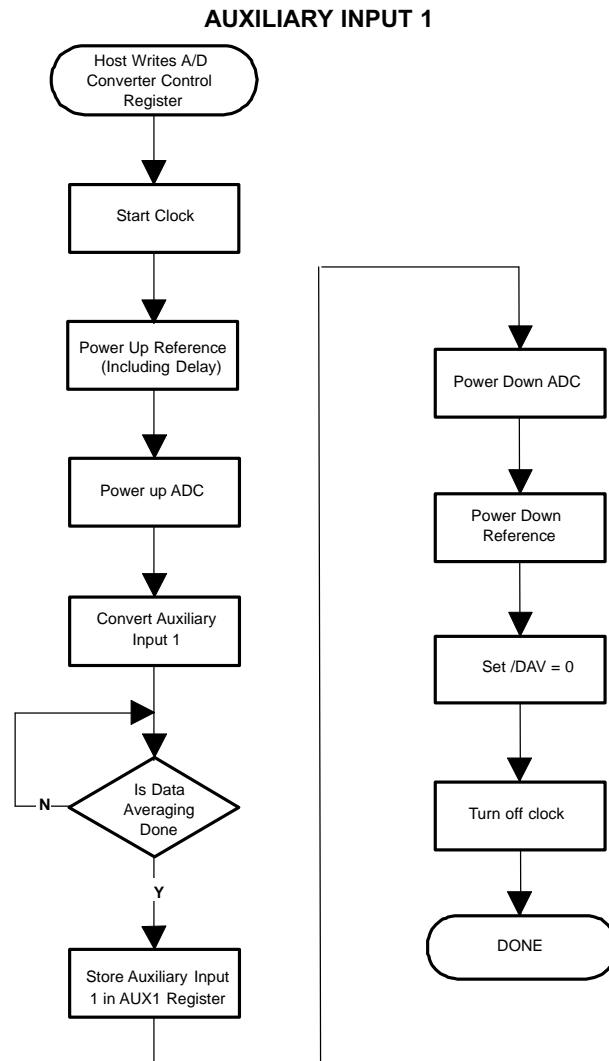 AUXILIARY INPUT 1
Host Writes A/D
Converter Control
Register
Start Clock
Power Up Reference
(Including Delay)
Power up ADC
Convert Auxiliary
Input 1
Is Data
Averaging
Done
N
Y
Store Auxiliary Input
1 in AUX1 Register
Power Down ADC
Power Down
Reference
Set /DAV = 0
Turn off clock
DONE